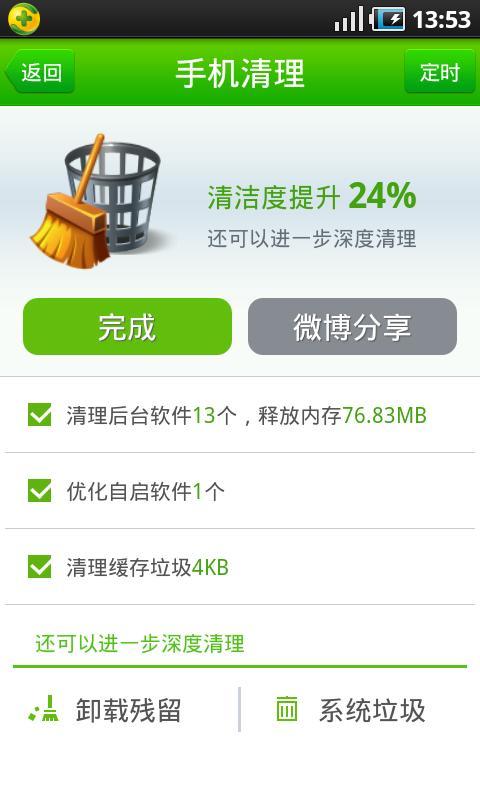 13:53
返回
手机清理
定时
清洁度提升 24%
还可以进一步深度清理
完成
微博分享
清理后台软件13个，释放内存76.83MB
优化自启软件1个
清理缓存垃圾4KB
还可以进一步深度清理
卸载残留
系统垃圾